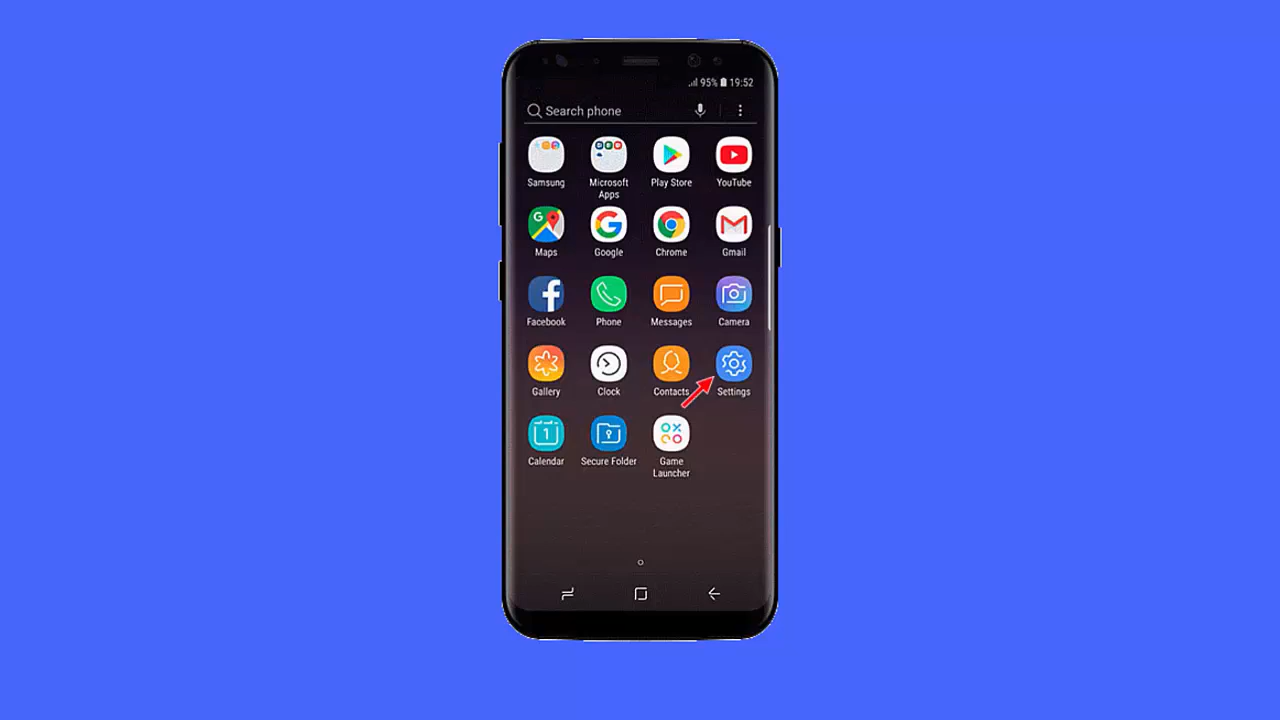 95% 19:52
Search phone
Samsung
Microsoft
Apps
Play Store
YouTube
G
Maps
Google
Chrome
Gmail
Facebook
Phone
Messages
Camera
Gallery
Clock
Contacts
Settings
1
Calendar
Secure Folder
Game
Launcher